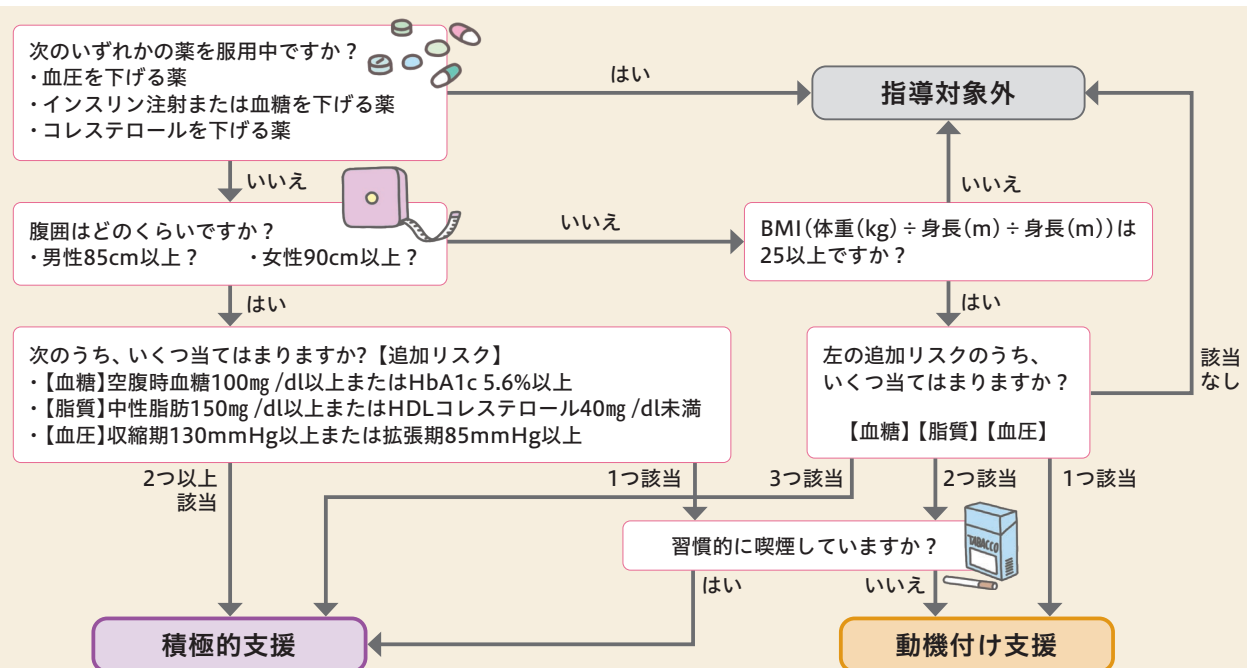 次のいずれかの薬を服用中ですか?
・血圧を下げる薬
・インスリン注射または血糖を下げる薬
・コレステロールを下げる薬
はい
指導対象外
いいえ
いいえ
腹囲はどのくらいですか?
・男性85cm以上? ・女性90cm以上?
いいえ
BMI(体重(kg)÷身長(m)÷身長(m))は
25以上ですか?
はい
はい
次のうち、いくつ当てはまりますか?【追加リスク】
・【血糖】空腹時血糖100㎎/dl以上またはHbA1c 5.6%以上
・【脂質】中性脂肪150㎎/dl以上またはHDLコレステロール40㎎/dl未満
・【血圧】収縮期130mmHg以上または拡張期85mmHg以上
左の追加リスクのうち、
いくつ当てはまりますか?
【血糖】【脂質】【血圧】
該当
なし
2つ以上
該当
1つ該当
3つ該当
2つ該当
1つ該当
習慣的に喫煙していますか?
TABACCO
はい
いいえ
積極的支援
動機付け支援